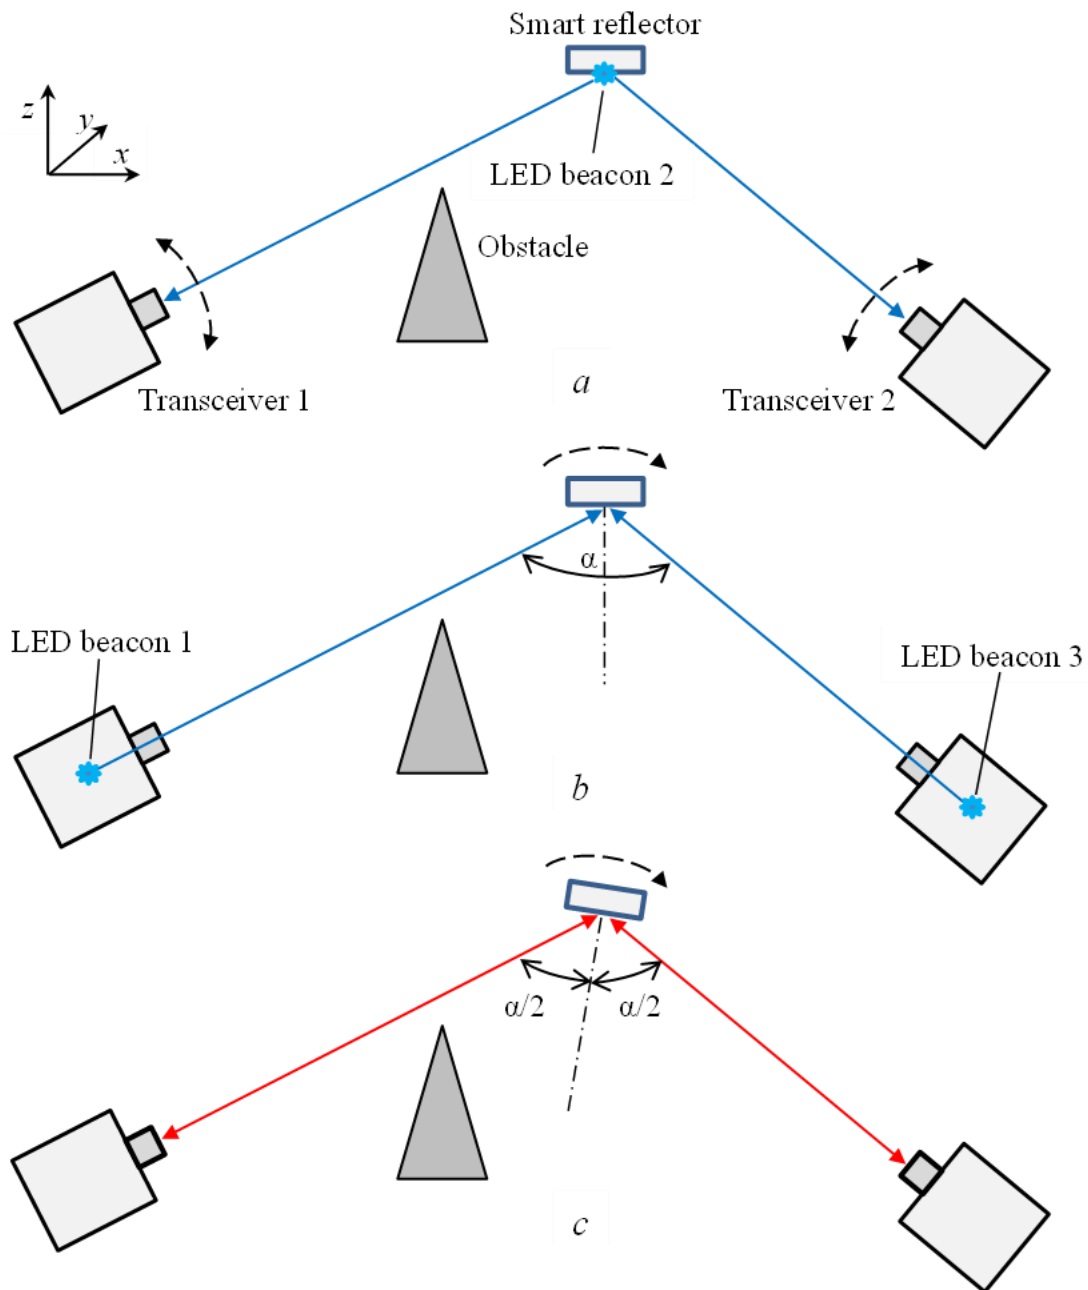 Smart reflector
z
y
x
LED beacon 2
Obstacle
Transceiver 1
a
Transceiver 2
α
LED beacon 1
LED beacon 3
b
α/2
α/2
c